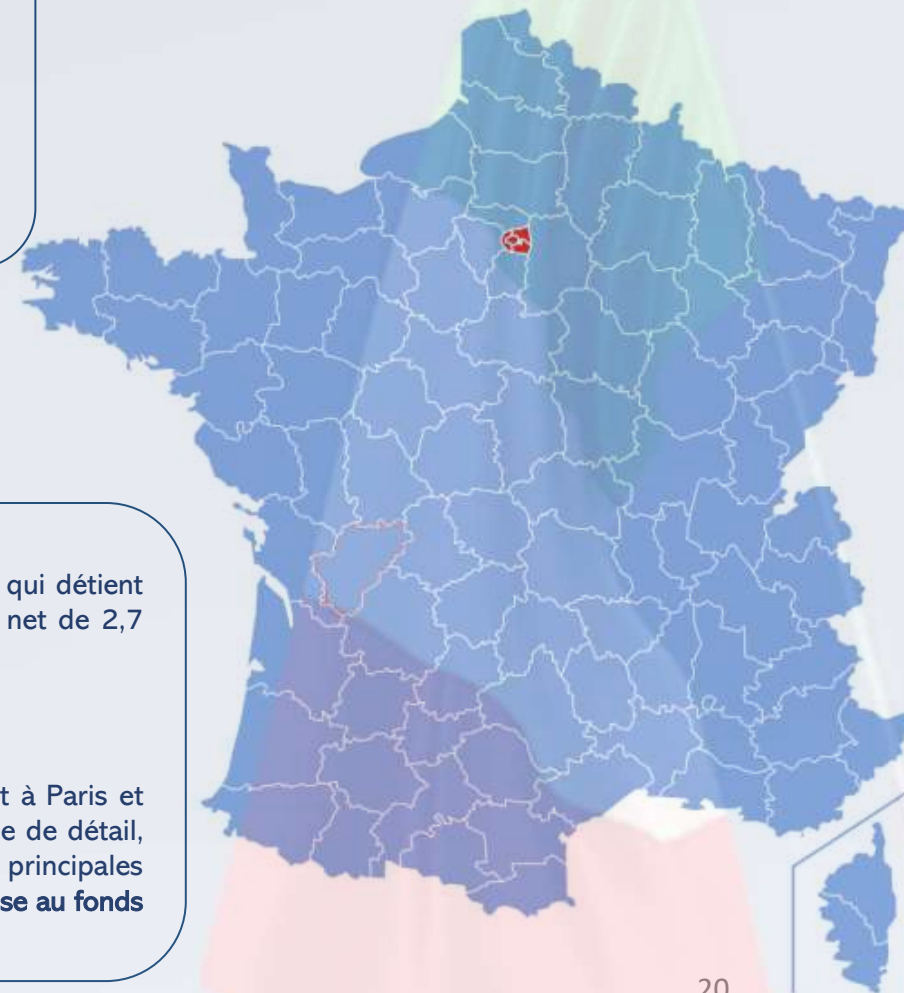 qui détient
net de 2,7
t à Paris et
e de détail,
principales
se au fonds
20